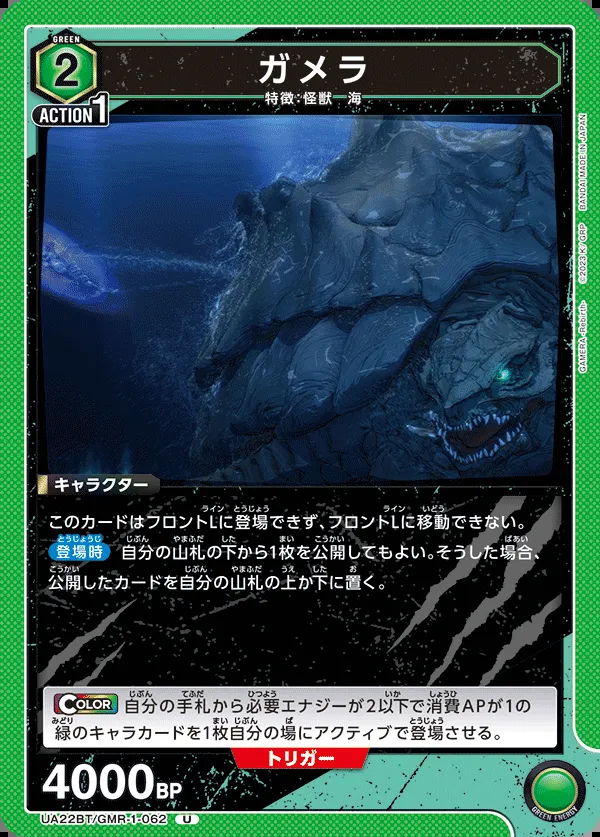 GREEN
2
ACTION 1
ガメラ
特徴:怪獣 海
GAMERA -Rebirth- ©2023 K/GRP BANDAI MADE IN JAPAN
キャラクター
このカードはフロントLに登場できず、フロントLに移動できない。
登場時 自分の山札の下から1枚を公開してもよい。そうした場合、
公開したカードを自分の山札の上か下に置く。
COLOR 自分の手札から必要エナジーが2以下で消費APが1の
緑のキャラカードを1枚自分の場にアクティブで登場させる。
トリガー
4000BP
UA22BT/GMR-1-062 U
GREEN ENERGY